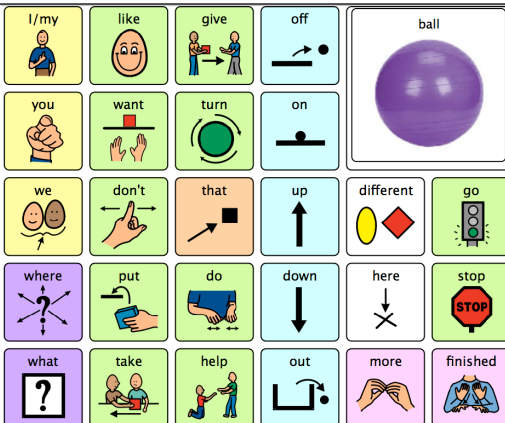 I/my
like
give
off
ball
you
want
turn
on
we
don't
that
up
different
go
where
put
do
down
here
stop
STOP
what
take
help
out
more
finished